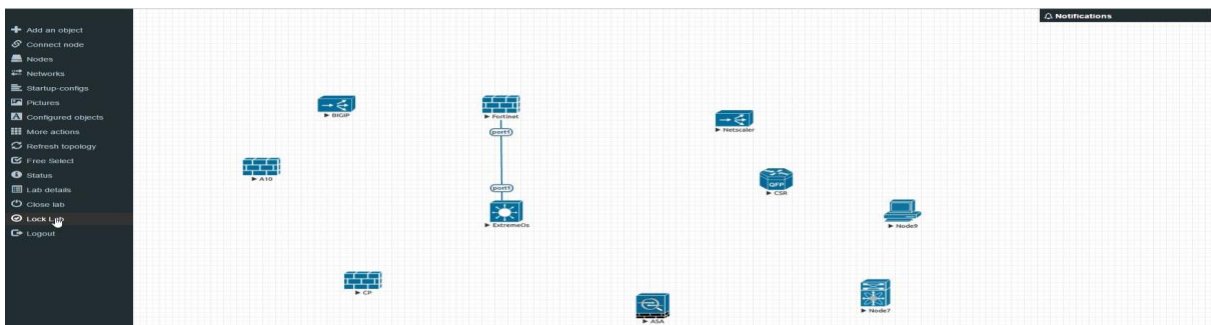 Notifications
Add an object
Connect node
Nodes
Networks
Startup-configs
Pictures
Configured objects
More actions
Refresh topology
Free Select
Status
Lab details
Close lab
Lock Lab
Logout
BIGIP
Fortinet
port1
Netscaler
A10
QFP
CSR
port1
ExtremeOs
Node9
CP
ASA
Node7